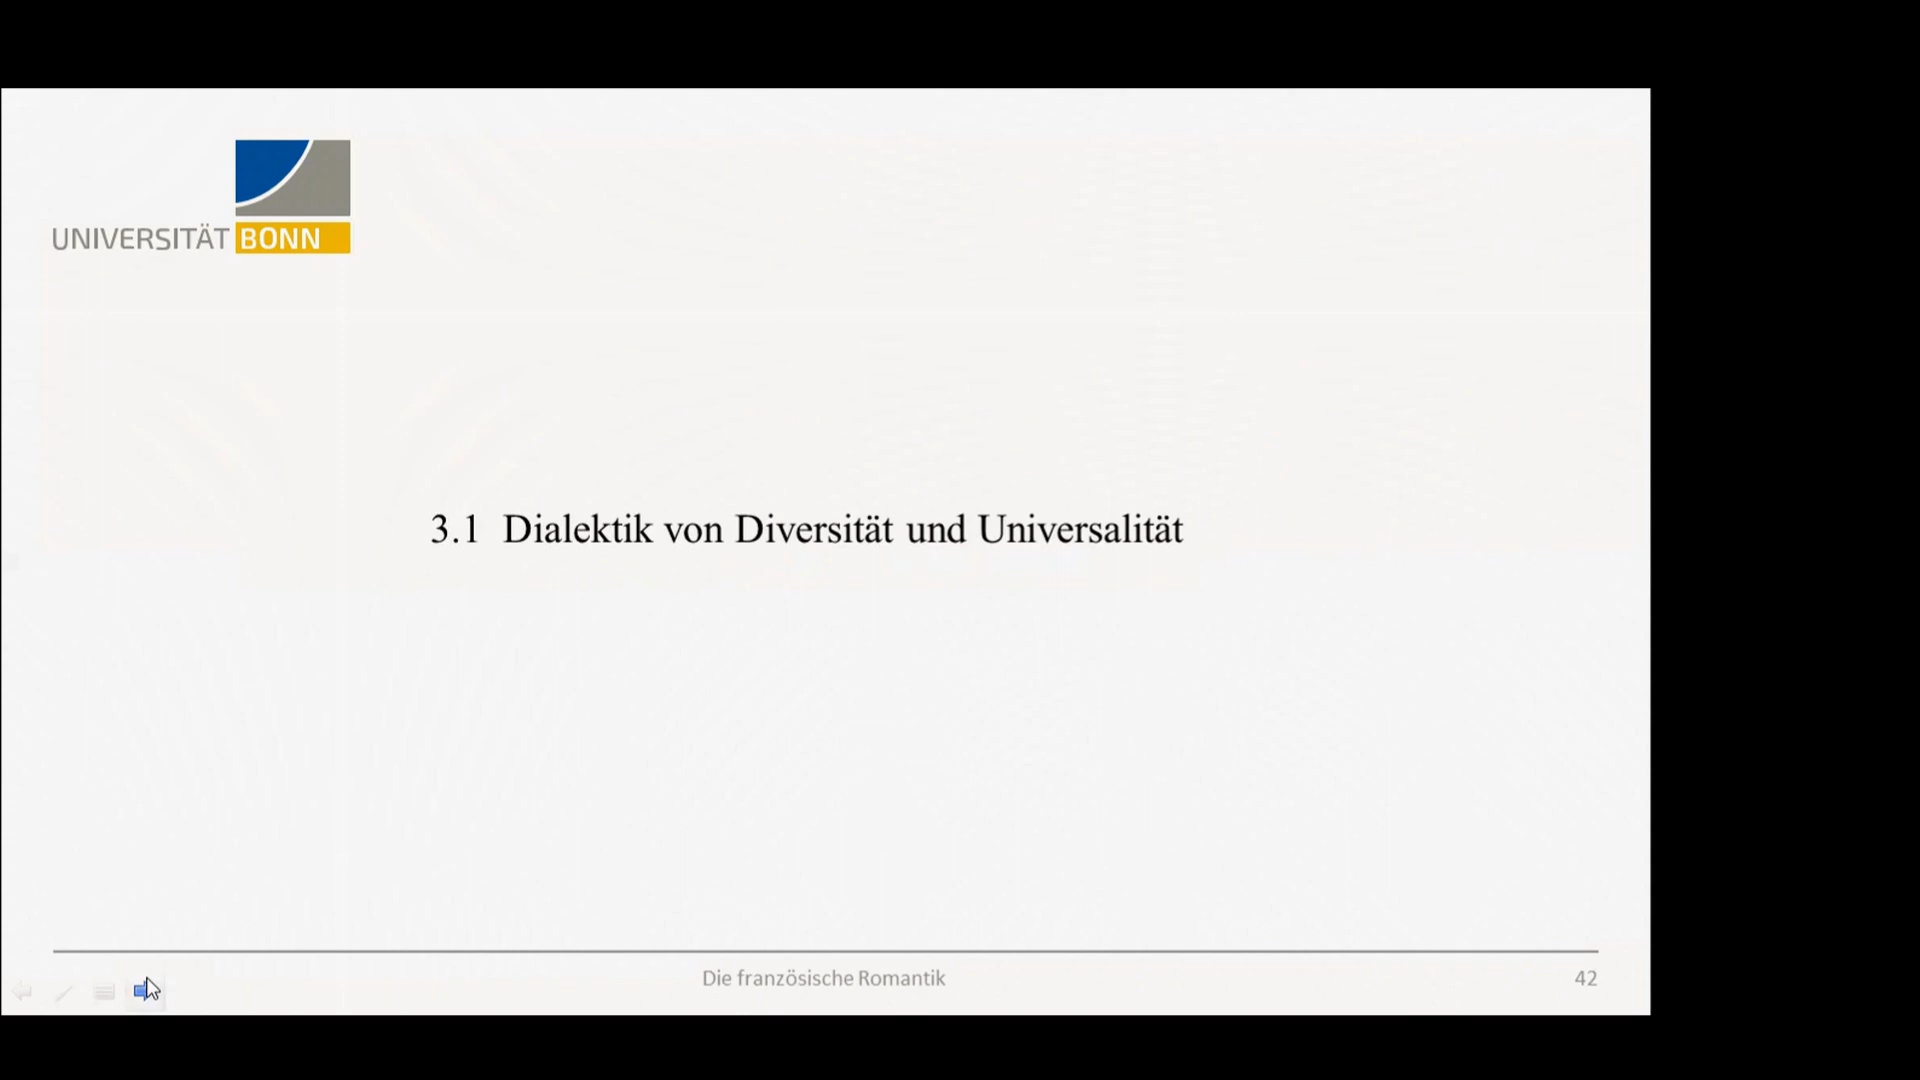 UNIVERSITÄT BONN
3.1 Dialektik von Diversität und Universalität
Die französische Romantik
42